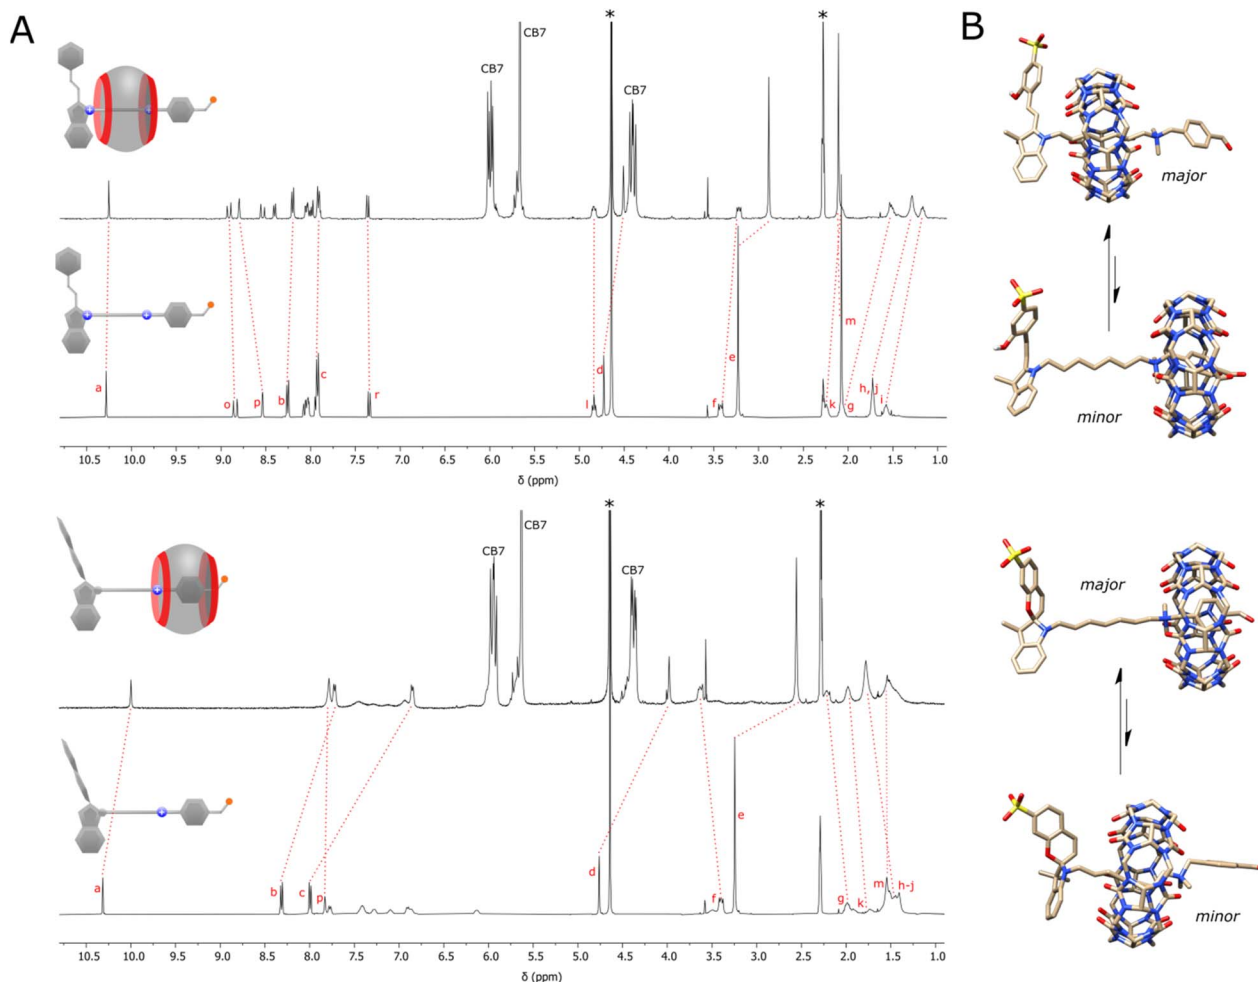 A
B
*
*
CB7
CB7
CB7
major
minor
a
o
p
b
c
r
l
d
f
e
k
m
g
h, j
i
10.5
10.0
9.5
9.0
8.5
8.0
7.5
7.0
6.5
6.0
5.5
5.0
4.5
4.0
3.5
3.0
2.5
2.0
1.5
1.0
δ (ppm)
*
*
CB7
CB7
CB7
major
minor
a
b
c
p
d
f
e
g
k
m
h-j
10.5
10.0
9.5
9.0
8.5
8.0
7.5
7.0
6.5
6.0
5.5
5.0
4.5
4.0
3.5
3.0
2.5
2.0
1.5
1.0
δ (ppm)